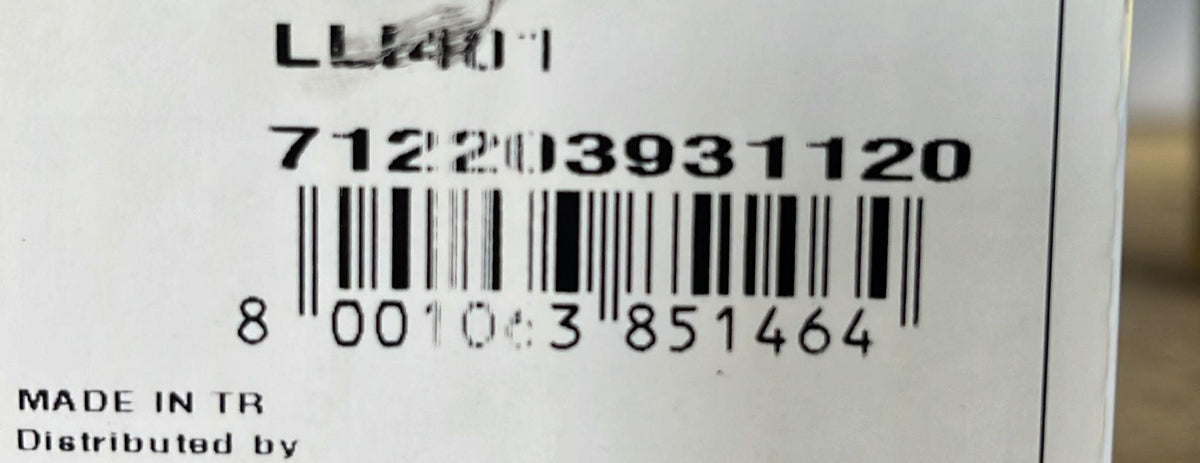 712203931120
8 001063 851464
MADE IN TR
Distributed by